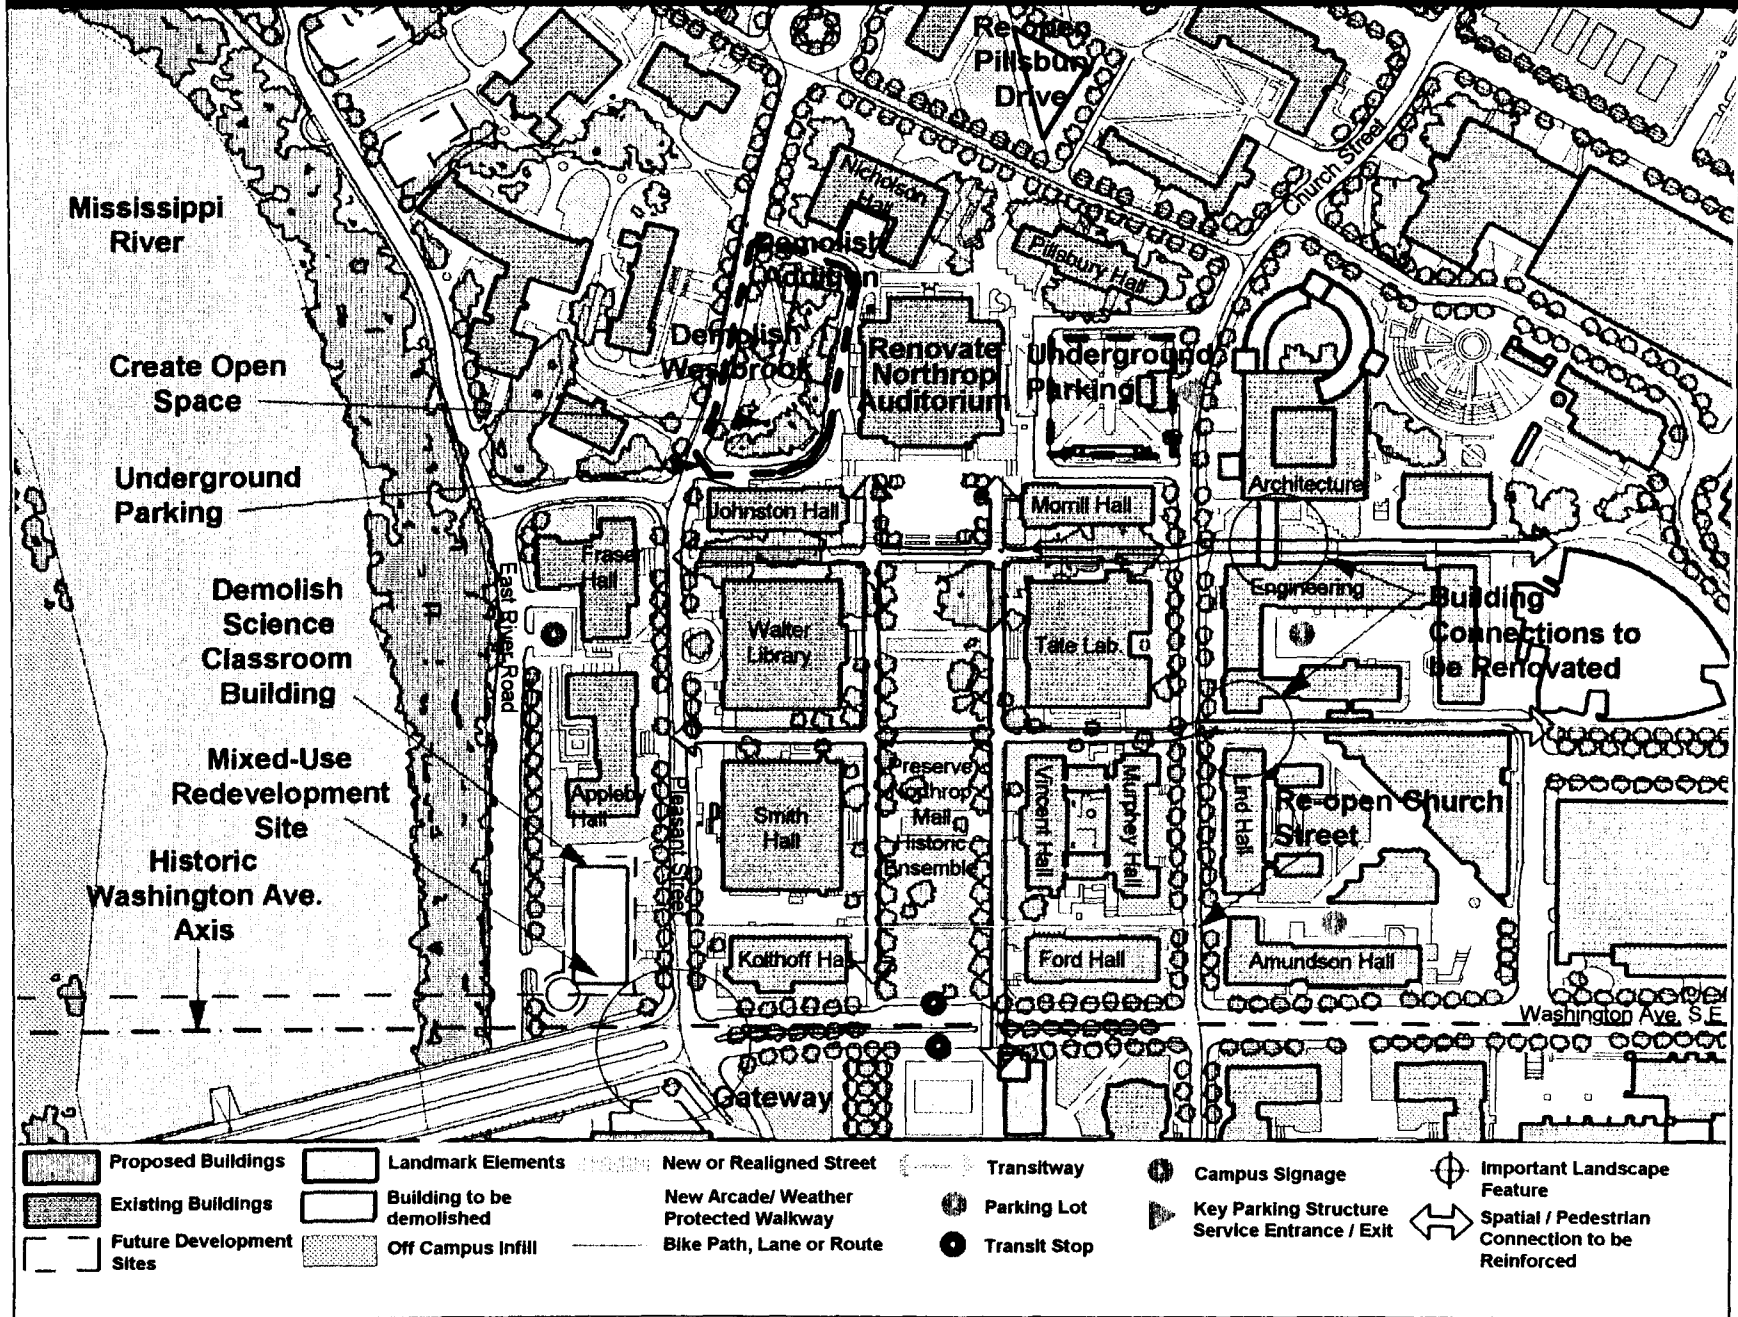 Re-open
Pillsbury
Drive
Church Street
Nicholson
Hall
Mississippi
River
Demolish
Addition
Pillsbury Hall
Demolish
Westbrook
Renovate
Northrop
Auditorium
Underground
Parking
Create Open
Space
Underground
Parking
Johnston Hall
Morrill Hall
Architecture
Fraser
Hall
East River Road
Engineering
Demolish
Science
Classroom
Building
Walter
Library
Tate Lab.
Building
Connections to
be Renovated
Mixed-Use
Redevelopment
Site
Appleby
Hall
Pleasant Street
Smith
Hall
Preserve
Northrop
Mall
Historic
Ensemble
Vincent Hall
Murphey Hall
Lind Hall
Re-open Church
Street
Historic
Washington Ave.
Axis
Kolthoff Hall
Ford Hall
Amundson Hall
Washington Ave. S.E.
Gateway
Proposed Buildings
Existing Buildings
Future Development
Sites
Landmark Elements
Building to be
demolished
Off Campus Infill
New or Realigned Street
New Arcade/ Weather
Protected Walkway
Bike Path, Lane or Route
Transitway
Parking Lot
Transit Stop
Campus Signage
Key Parking Structure
Service Entrance / Exit
Important Landscape
Feature
Spatial / Pedestrian
Connection to be
Reinforced